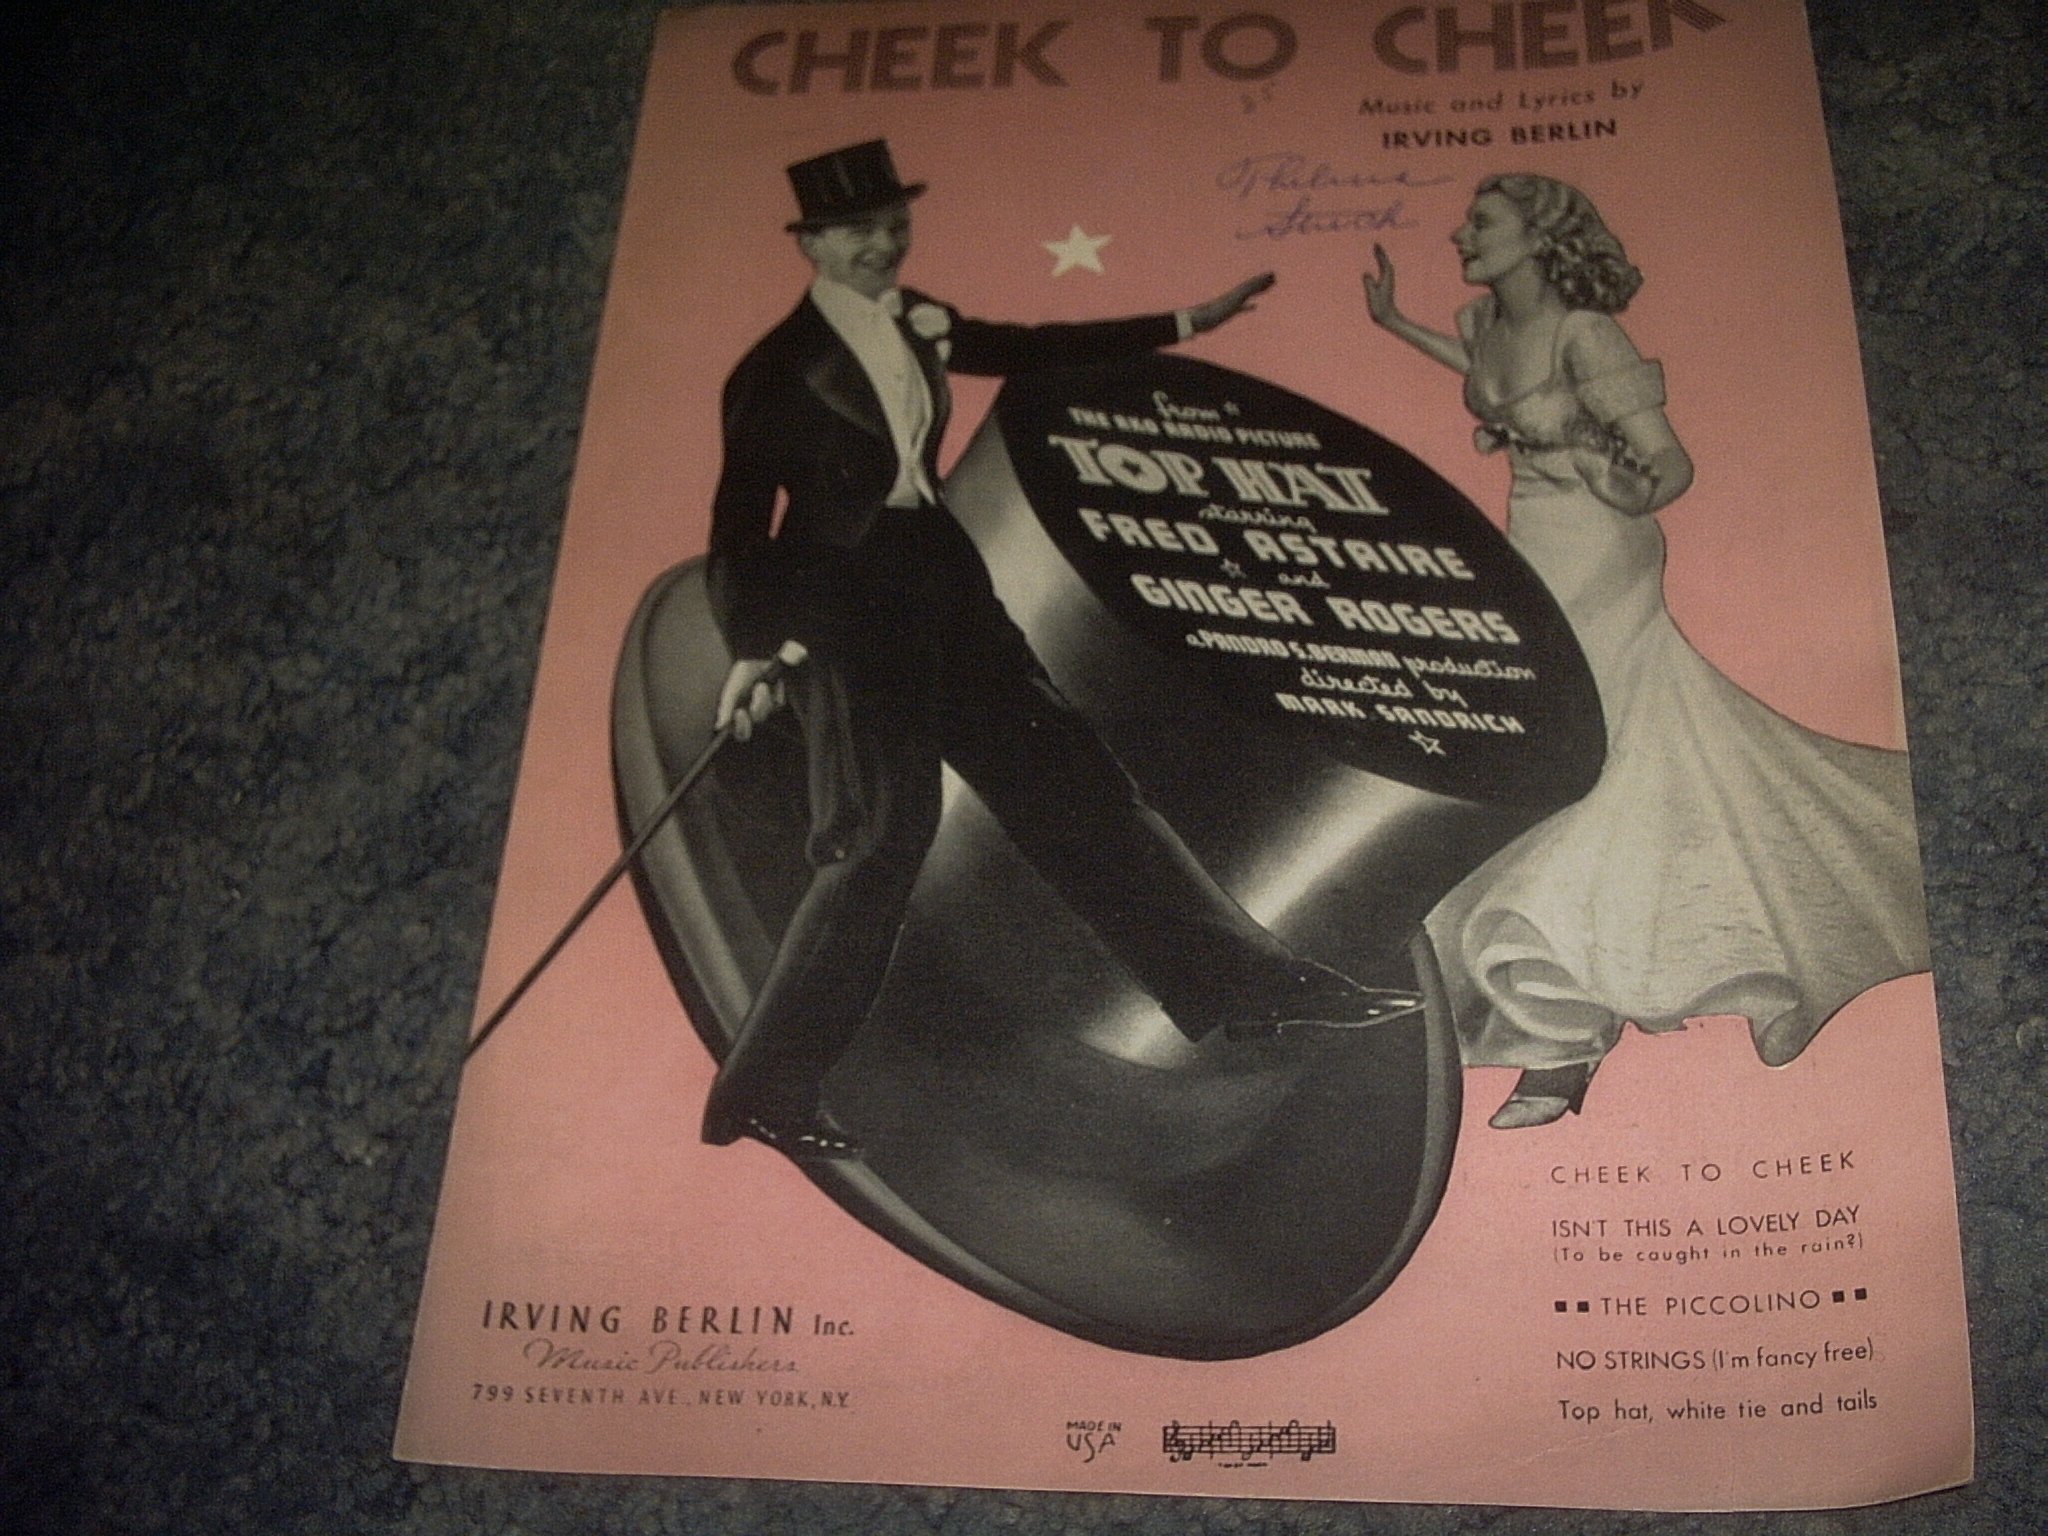 CHEEK TO CHEEK
Music and Lyrics by
IRVING BERLIN
Thelma
from
THE RKO RADIO PICTURE
TOP HAT
starring
FRED ASTAIRE
and
GINGER ROGERS
a PANDRO S. BERMAN production
directed by
MARK SANDRICH
CHEEK TO CHEEK
ISN'T THIS A LOVELY DAY
(To be caught in the rain?)
THE PICCOLINO
NO STRINGS (I'm fancy free)
Top hat, white tie and tails
IRVING BERLIN Inc.
Music Publishers
799 SEVENTH AVE., NEW YORK, N.Y.
MADE IN
USA